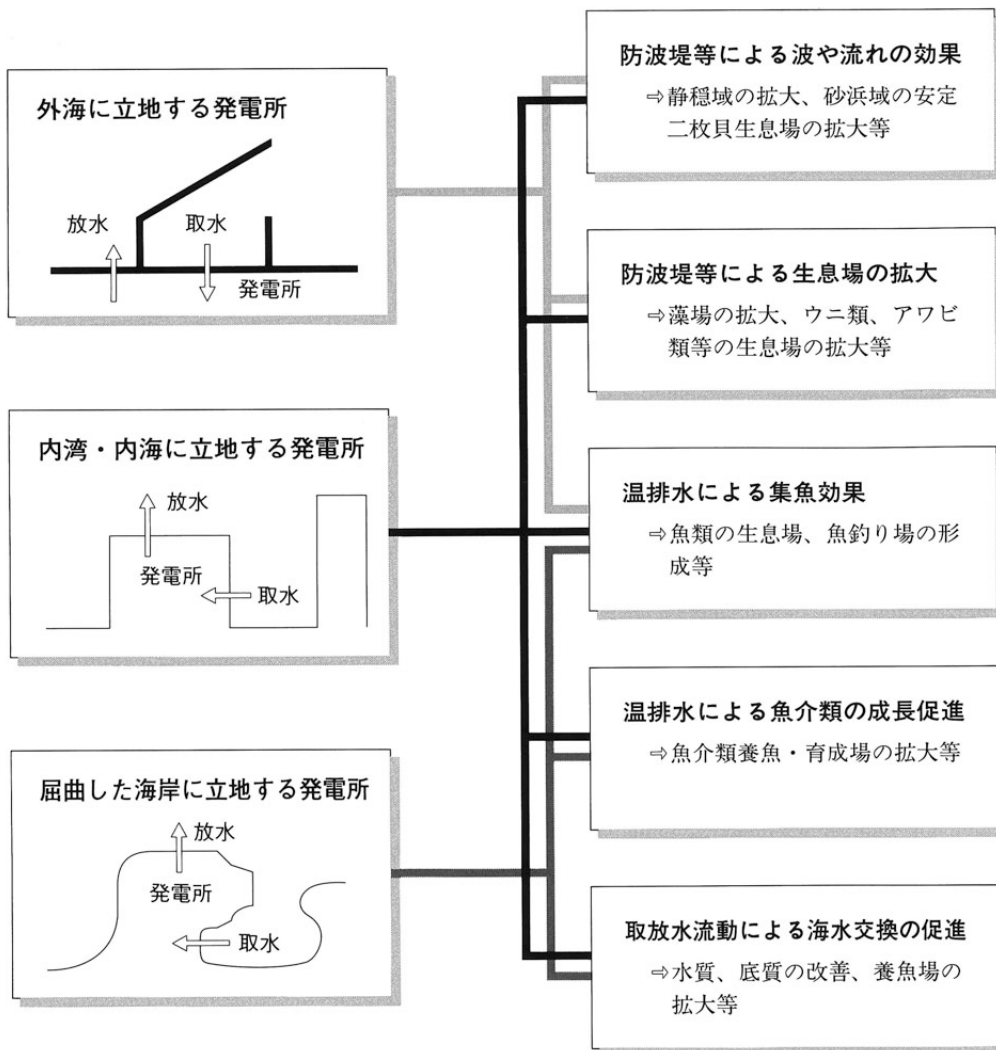 外海に立地する発電所
放水
取水
発電所
内湾・内海に立地する発電所
放水
発電所
取水
屈曲した海岸に立地する発電所
放水
発電所
取水
防波堤等による波や流れの効果
⇨静穏域の拡大、砂浜域の安定
二枚貝生息場の拡大等
防波堤等による生息場の拡大
⇨藻場の拡大、ウニ類、アワビ
類等の生息場の拡大等
温排水による集魚効果
⇨魚類の生息場、魚釣り場の形
成等
温排水による魚介類の成長促進
⇨魚介類養魚・育成場の拡大等
取放水流動による海水交換の促進
⇨水質、底質の改善、養魚場の
拡大等